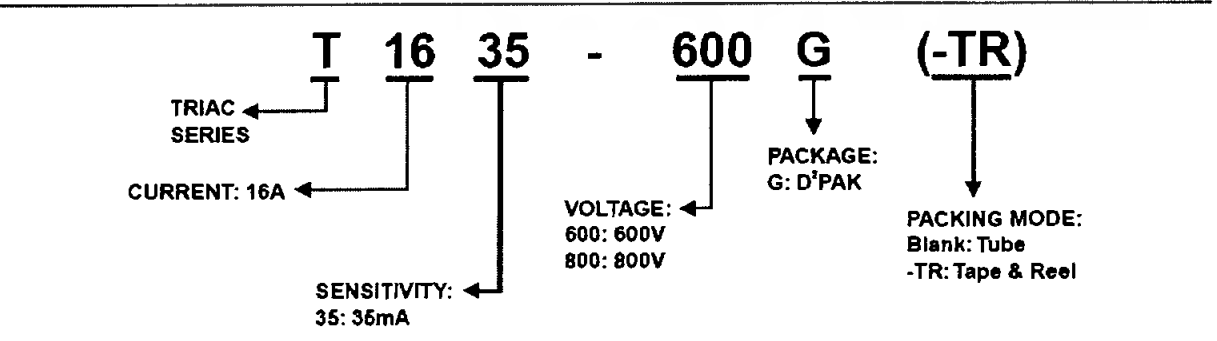 T 16 35 - 600 G (-TR)
TRIAC
SERIES
CURRENT: 16A
SENSITIVITY:
35: 35mA
VOLTAGE:
600: 600V
800: 800V
PACKAGE:
G: D²PAK
PACKING MODE:
Blank: Tube
-TR: Tape & Reel